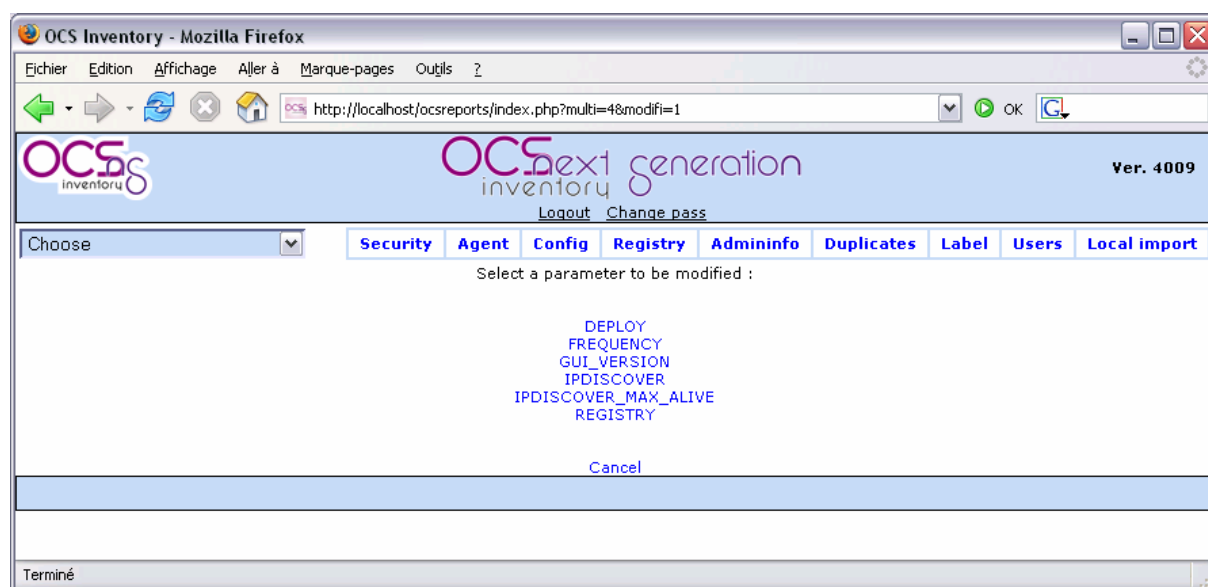 OCS Inventory - Mozilla Firefox
Fichier Edition Affichage Aller à Marque-pages Outils ?
OCS http://localhost/ocsreports/index.php?multi=4&modifi=1 OK G
OCS inventory
OCS next generation
inventory
Ver. 4009
Logout Change pass
Choose Security Agent Config Registry Admininfo Duplicates Label Users Local import
Select a parameter to be modified :
DEPLOY
FREQUENCY
GUI_VERSION
IPDISCOVER
IPDISCOVER_MAX_ALIVE
REGISTRY
Cancel
Terminé